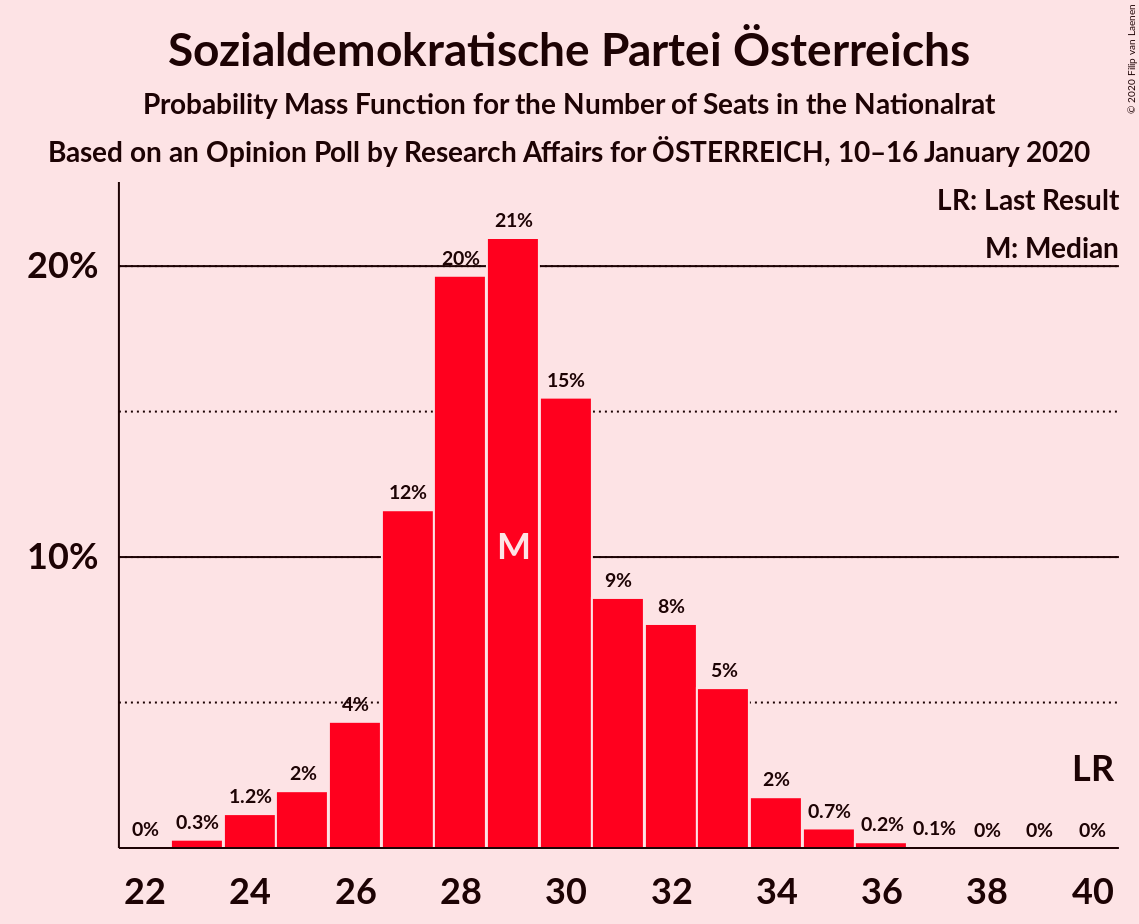 Sozialdemokratische Partei Österreichs
Probability Mass Function for the Number of Seats in the Nationalrat
Based on an Opinion Poll by Research Affairs for ÖSTERREICH, 10–16 January 2020
© 2020 Filip van Laenen
LR: Last Result
M: Median
20%
10%
0%
0.3%
1.2%
2%
4%
12%
20%
21%
M
15%
9%
8%
5%
2%
0.7%
0.2%
0.1%
0%
0%
0%
LR
22 24 26 28 30 32 34 36 38 40